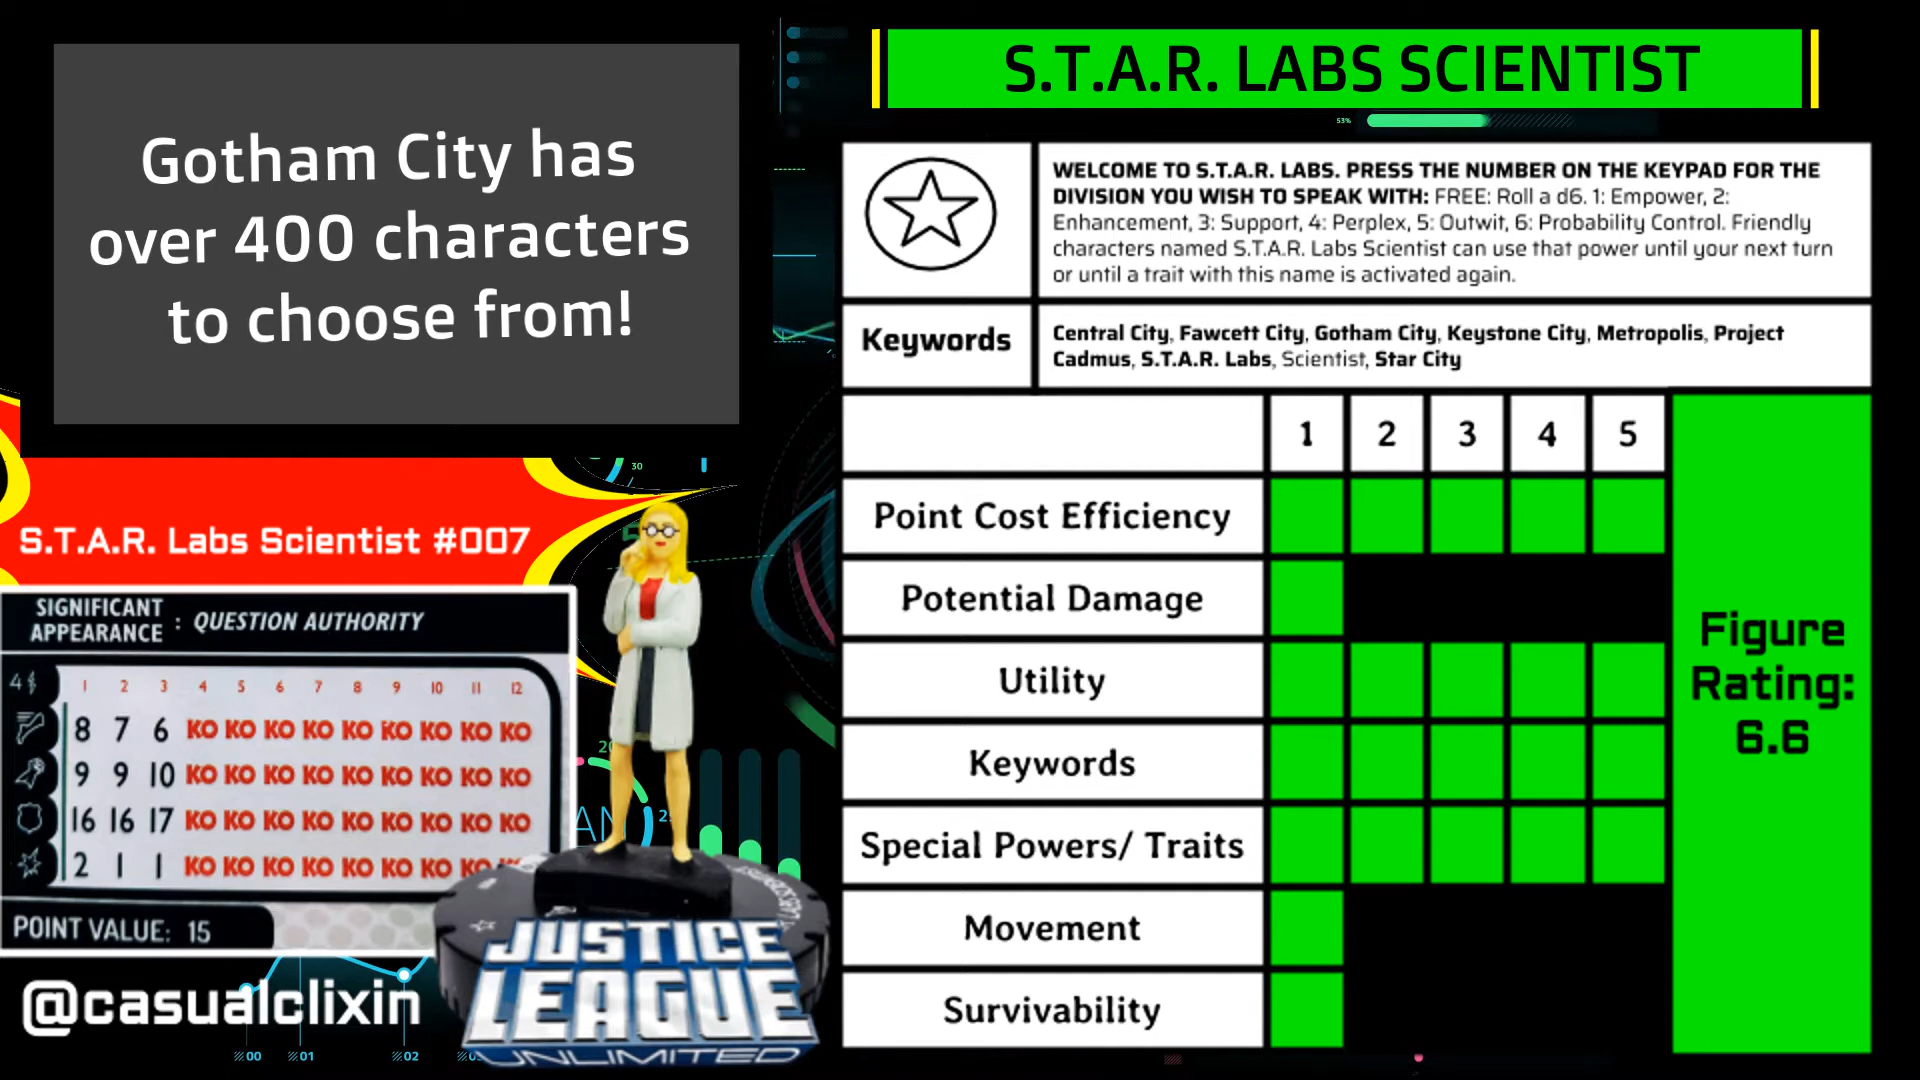 Gotham City has
over 400 characters
to choose from!
S.T.A.R. LABS SCIENTIST
53%
WELCOME TO S.T.A.R. LABS. PRESS THE NUMBER ON THE KEYPAD FOR THE
DIVISION YOU WISH TO SPEAK WITH: FREE: Roll a d6. 1: Empower, 2:
Enhancement, 3: Support, 4: Perplex, 5: Outwit, 6: Probability Control. Friendly
characters named S.T.A.R. Labs Scientist can use that power until your next turn
or until a trait with this name is activated again.
Keywords
Central City, Fawcett City, Gotham City, Keystone City, Metropolis, Project
Cadmus, S.T.A.R. Labs, Scientist, Star City
1 2 3 4 5
Point Cost Efficiency
Potential Damage
Utility
Keywords
Special Powers/ Traits
Movement
Survivability
Figure
Rating:
6.6
30
S.T.A.R. Labs Scientist #007
SIGNIFICANT
APPEARANCE : QUESTION AUTHORITY
4 1 2 3 4 5 6 7 8 9 10 11 12
8 7 6 KO KO KO KO KO KO KO KO KO
9 9 10 KO KO KO KO KO KO KO KO KO
16 16 17 KO KO KO KO KO KO KO KO KO
2 1 1 KO KO KO KO KO KO KO KO KO
POINT VALUE: 15
@casualclixin
JUSTICE
LEAGUE
UNLIMITED
00 01 02